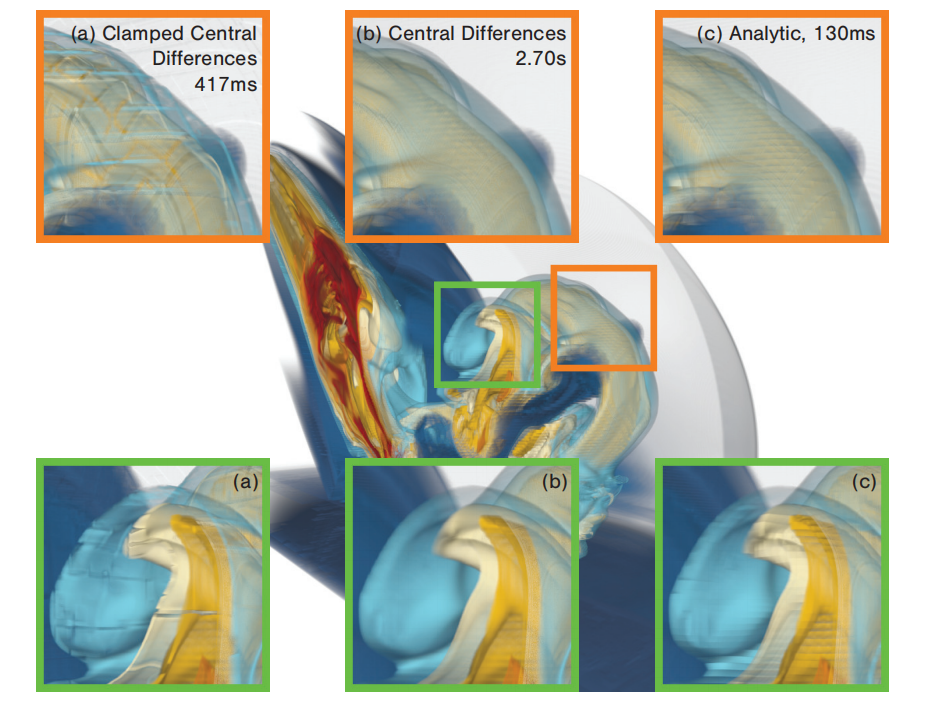 (a) Clamped Central
Differences
417ms
(b) Central Differences
2.70s
(c) Analytic, 130ms
(a)
(b)
(c)